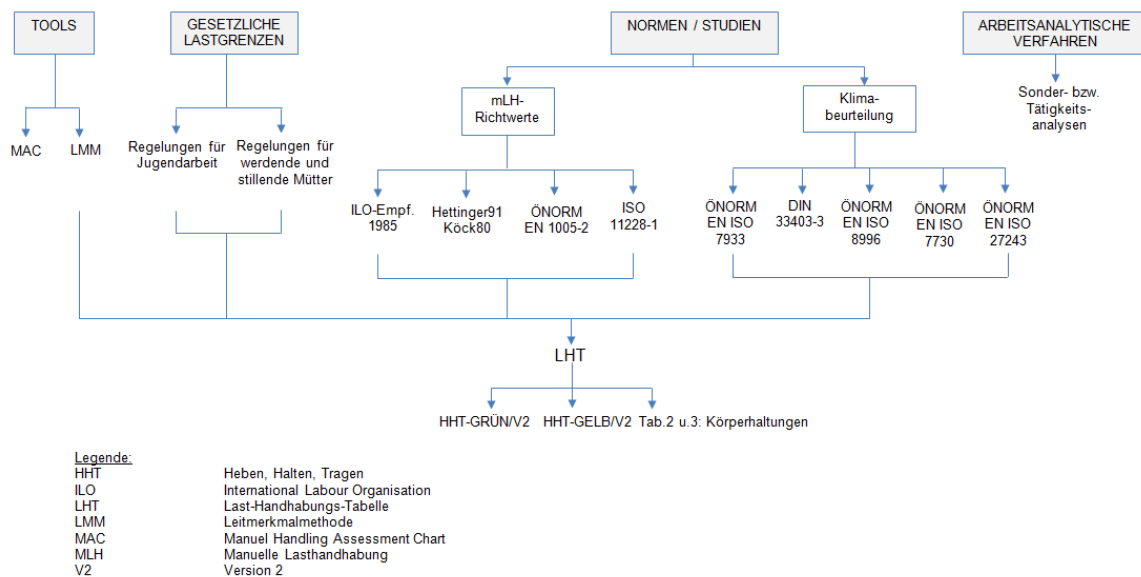 TOOLS
GESETZLICHE
LASTGRENZEN
NORMEN / STUDIEN
ARBEITSANALYTISCHE
VERFAHREN
mLH-
Richtwerte
Klima-
beurteilung
Sonder- bzw.
Tätigkeits-
analysen
MAC
LMM
Regelungen für
Jugendarbeit
Regelungen für
werdende und
stillende Mütter
ILO-Empf.
1985
Hettinger91
Köck80
ÖNORM
EN 1005-2
ISO
11228-1
ÖNORM
EN ISO
7933
DIN
33403-3
ÖNORM
EN ISO
8996
ÖNORM
EN ISO
7730
ÖNORM
EN ISO
27243
LHT
HHT-GRÜN/V2
HHT-GELB/V2
Tab.2 u.3: Körperhaltungen
Legende:
HHT Heben, Halten, Tragen
ILO International Labour Organisation
LHT Last-Handhabungs-Tabelle
LMM Leitmerkmalmethode
MAC Manuel Handling Assessment Chart
MLH Manuelle Lasthandhabung
V2 Version 2